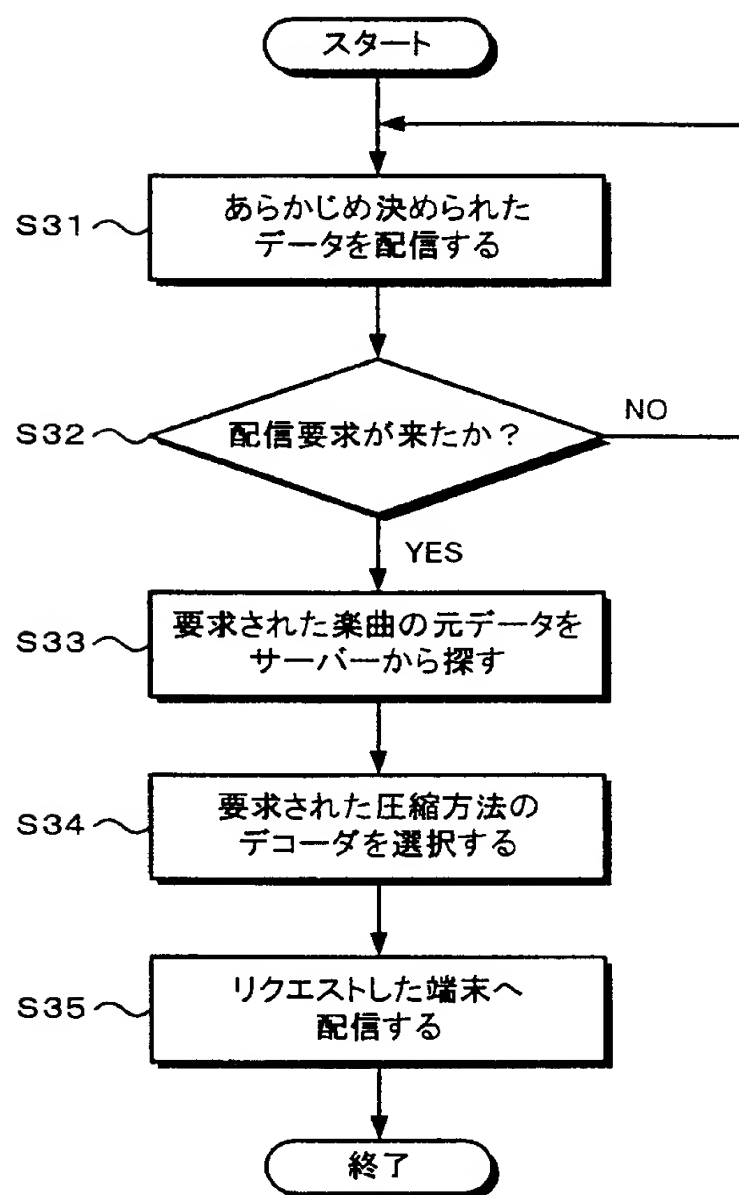 スタート
S31
あらかじめ決められた
データを配信する
S32
配信要求が来たか?
NO
YES
S33
要求された楽曲の元データを
サーバーから探す
S34
要求された圧縮方法の
デコーダを選択する
S35
リクエストした端末へ
配信する
終了